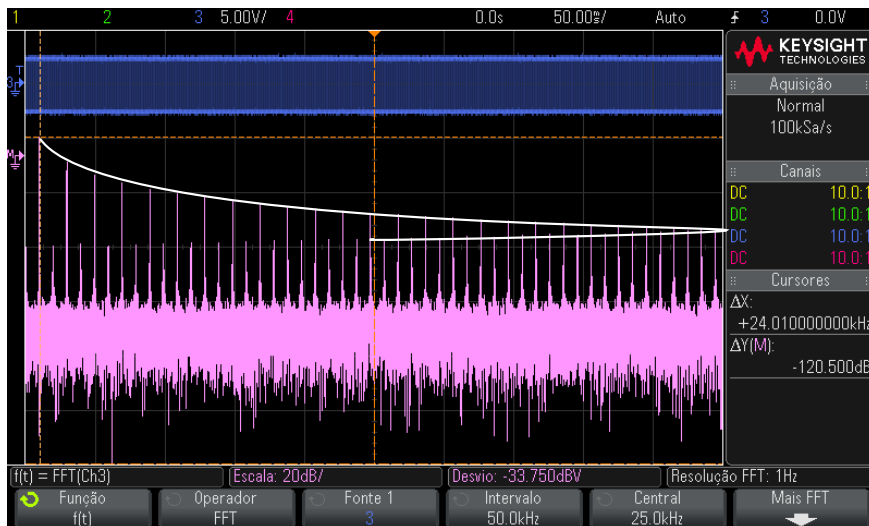 1 2 3 5.00V/ 4 0.0s 50.00ms/ Auto 3 0.0V
KEYSIGHT
TECHNOLOGIES
T
3
M
Aquisição
Normal
100kSa/s
Canais
DC 10.0:1
DC 10.0:1
DC 10.0:1
DC 10.0:1
Cursores
ΔX:
+24.010000000kHz
ΔY(M):
-120.500dB
f(t) = FFT(Ch3) Escala: 20dB/ Desvio: -33.750dBV Resolução FFT: 1Hz
Função Operador Fonte 1 Intervalo Central Mais FFT
f(t) FFT 3 50.0kHz 25.0kHz